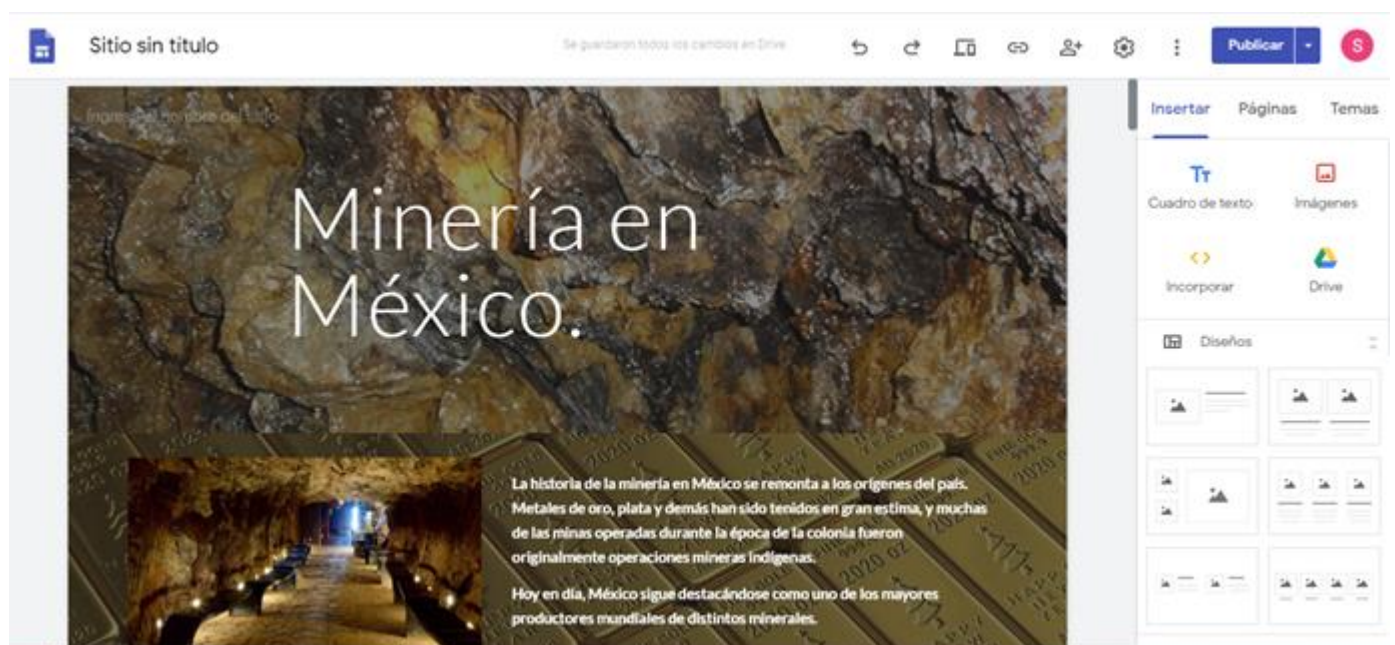 Sitio sin título
Se guardaron todos los cambios en Drive
Publicar
S
Insertar
Páginas
Temas
Cuadro de texto
Imágenes
Incorporar
Drive
Diseños
Minería en
México.
La historia de la minería en México se remonta a los orígenes del país.
Metales de oro, plata y demás han sido tenidos en gran estima, y muchas
de las minas operadas durante la época de la colonia fueron
originalmente operaciones mineras indígenas.
Hoy en día, México sigue destacándose como uno de los mayores
productores mundiales de distintos minerales.